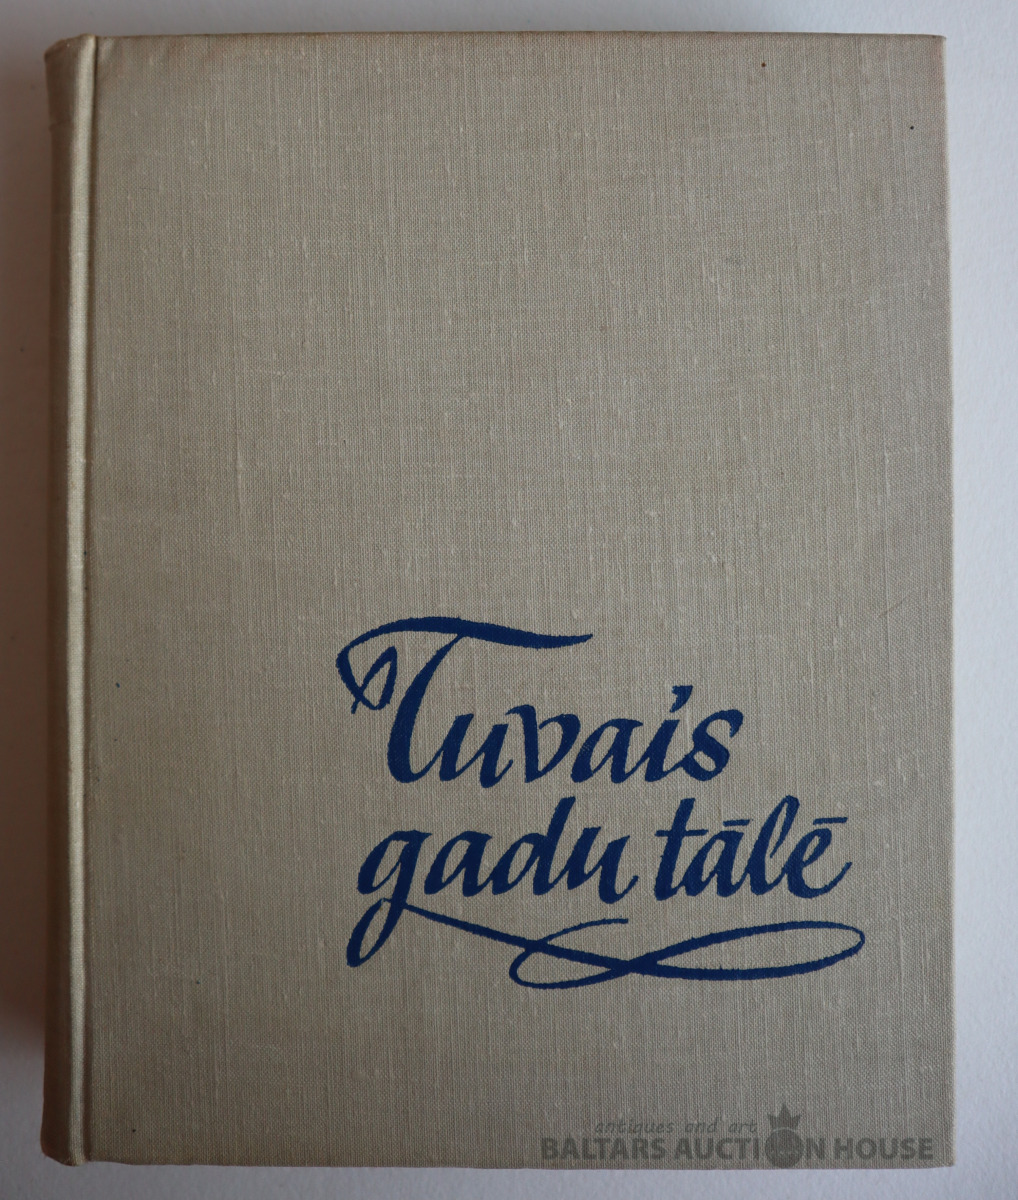 Tuvais
gadu tālē
antiques and art
BALTARS AUCTION HOUSE